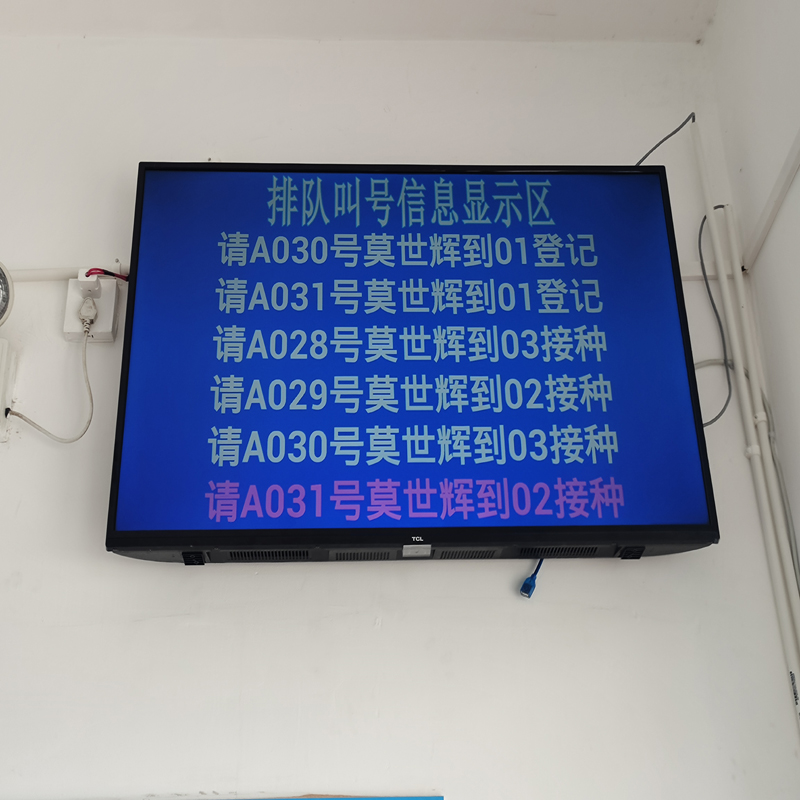 排队叫号信息显示区
请A030号莫世辉到01登记
请A031号莫世辉到01登记
请A028号莫世辉到03接种
请A029号莫世辉到02接种
请A030号莫世辉到03接种
请A031号莫世辉到02接种
TCL